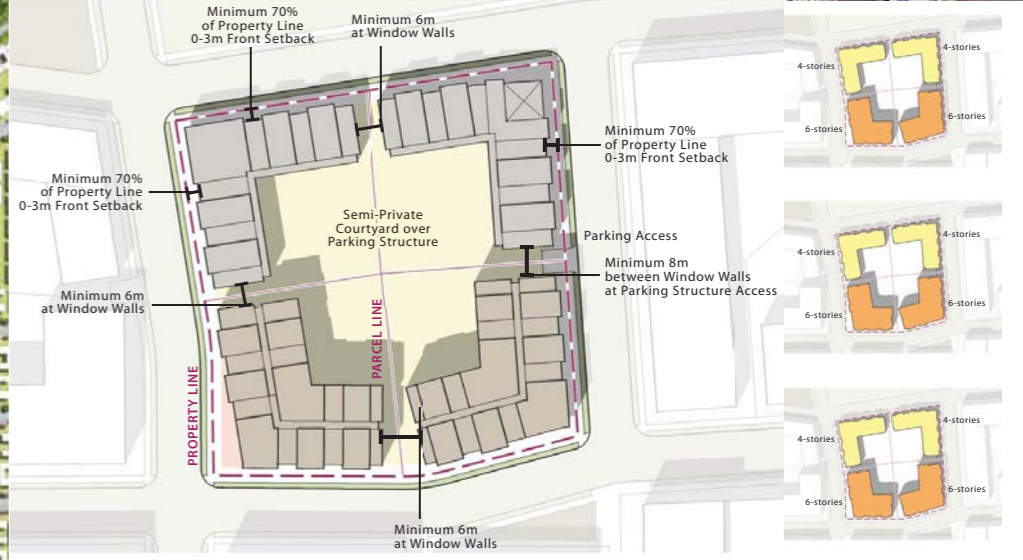 Minimum 70%
of Property Line
0-3m Front Setback
Minimum 6m
at Window Walls
Minimum 70%
of Property Line
0-3m Front Setback
Minimum 70%
of Property Line
0-3m Front Setback
Semi-Private
Courtyard over
Parking Structure
Parking Access
Minimum 8m
between Window Walls
at Parking Structure Access
Minimum 6m
at Window Walls
PARCEL LINE
PROPERTY LINE
Minimum 6m
at Window Walls
4-stories
4-stories
6-stories
6-stories
4-stories
4-stories
6-stories
6-stories
4-stories
4-stories
6-stories
6-stories